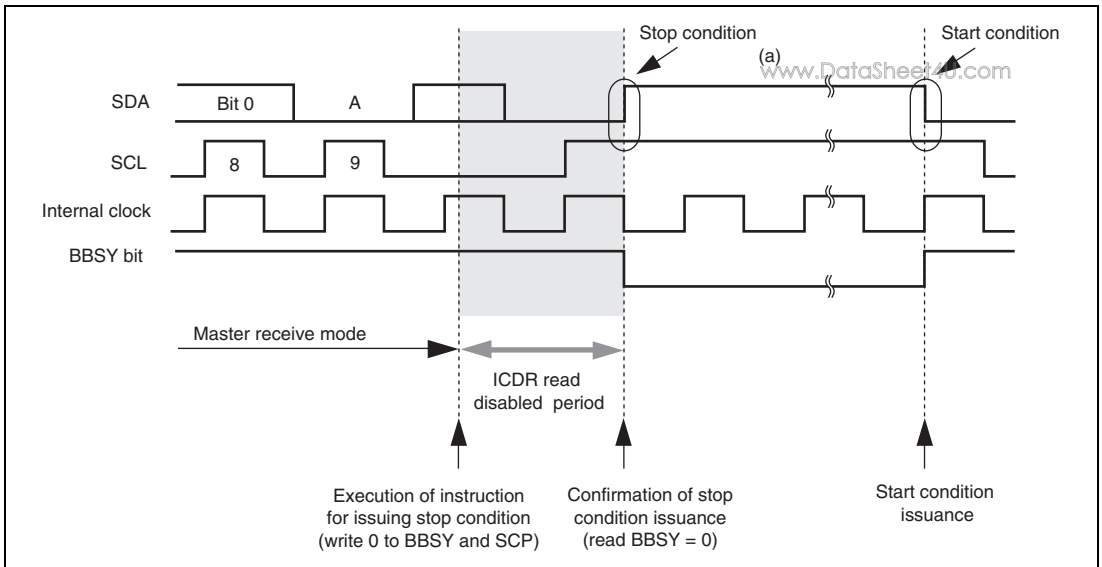 Stop condition
Start condition
(a)
www.DataSheet4U.com
SDA
Bit 0
A
SCL
8
9
Internal clock
BBSY bit
Master receive mode
ICDR read
disabled period
Execution of instruction
for issuing stop condition
(write 0 to BBSY and SCP)
Confirmation of stop
condition issuance
(read BBSY = 0)
Start condition
issuance